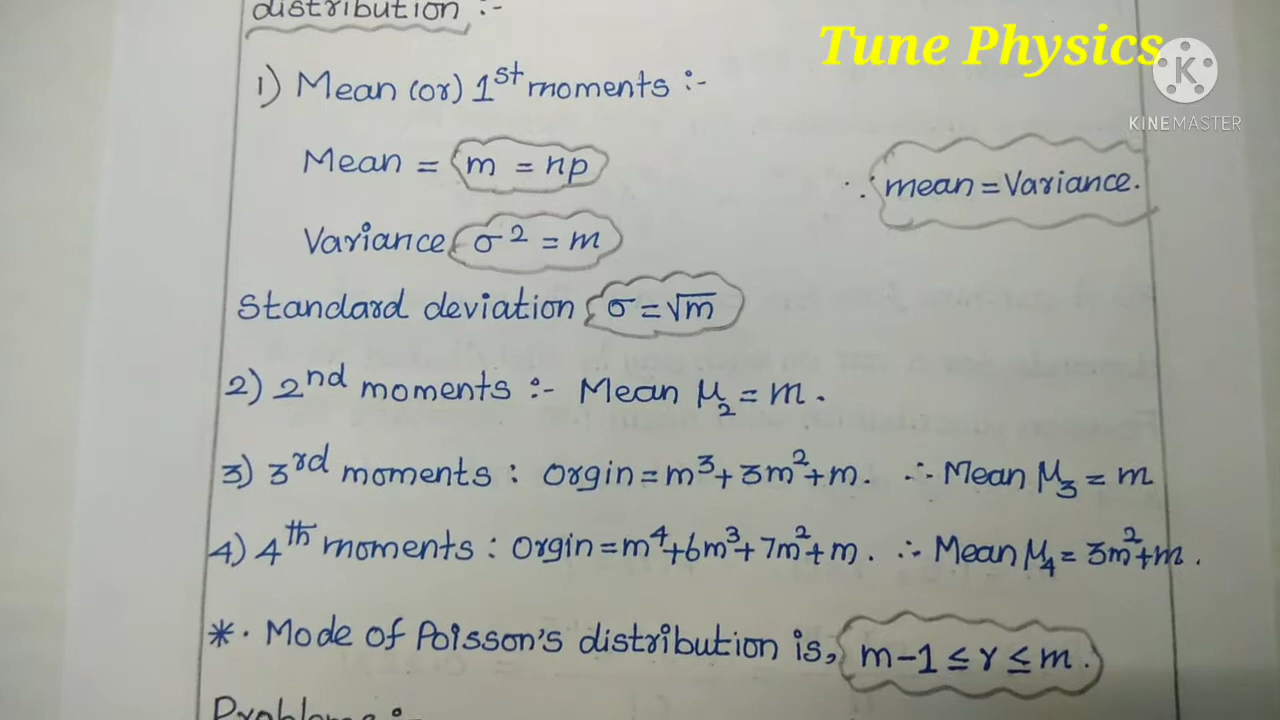 distribution :-
Tune Physics
KINEMASTER
1) Mean (or) 1st moments :-
Mean = m = np
∴ mean = Variance.
Variance σ² = m
Standard deviation σ = √m
2) 2nd moments :- Mean μ₂ = m.
3) 3rd moments : orgin = m³ + 3m² + m. ∴ Mean μ₃ = m
4) 4th moments : orgin = m⁴ + 6m³ + 7m² + m. ∴ Mean μ₄ = 3m² + m.
*. Mode of Poisson's distribution is, m-1 ≤ r ≤ m.
Problems :-